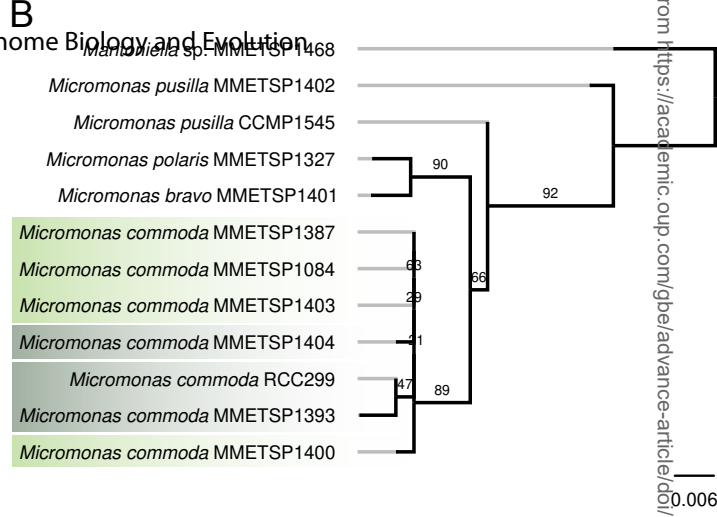 B
nome Biology and Evolution
Mantoniella sp. MMETSP1468
Micromonas pusilla MMETSP1402
Micromonas pusilla CCMP1545
Micromonas polaris MMETSP1327
Micromonas bravo MMETSP1401
Micromonas commoda MMETSP1387
Micromonas commoda MMETSP1084
Micromonas commoda MMETSP1403
Micromonas commoda MMETSP1404
Micromonas commoda RCC299
Micromonas commoda MMETSP1393
Micromonas commoda MMETSP1400
90
92
66
63
29
21
47
89
0.006
rom https://academic.oup.com/gbe/advance-article/doi/